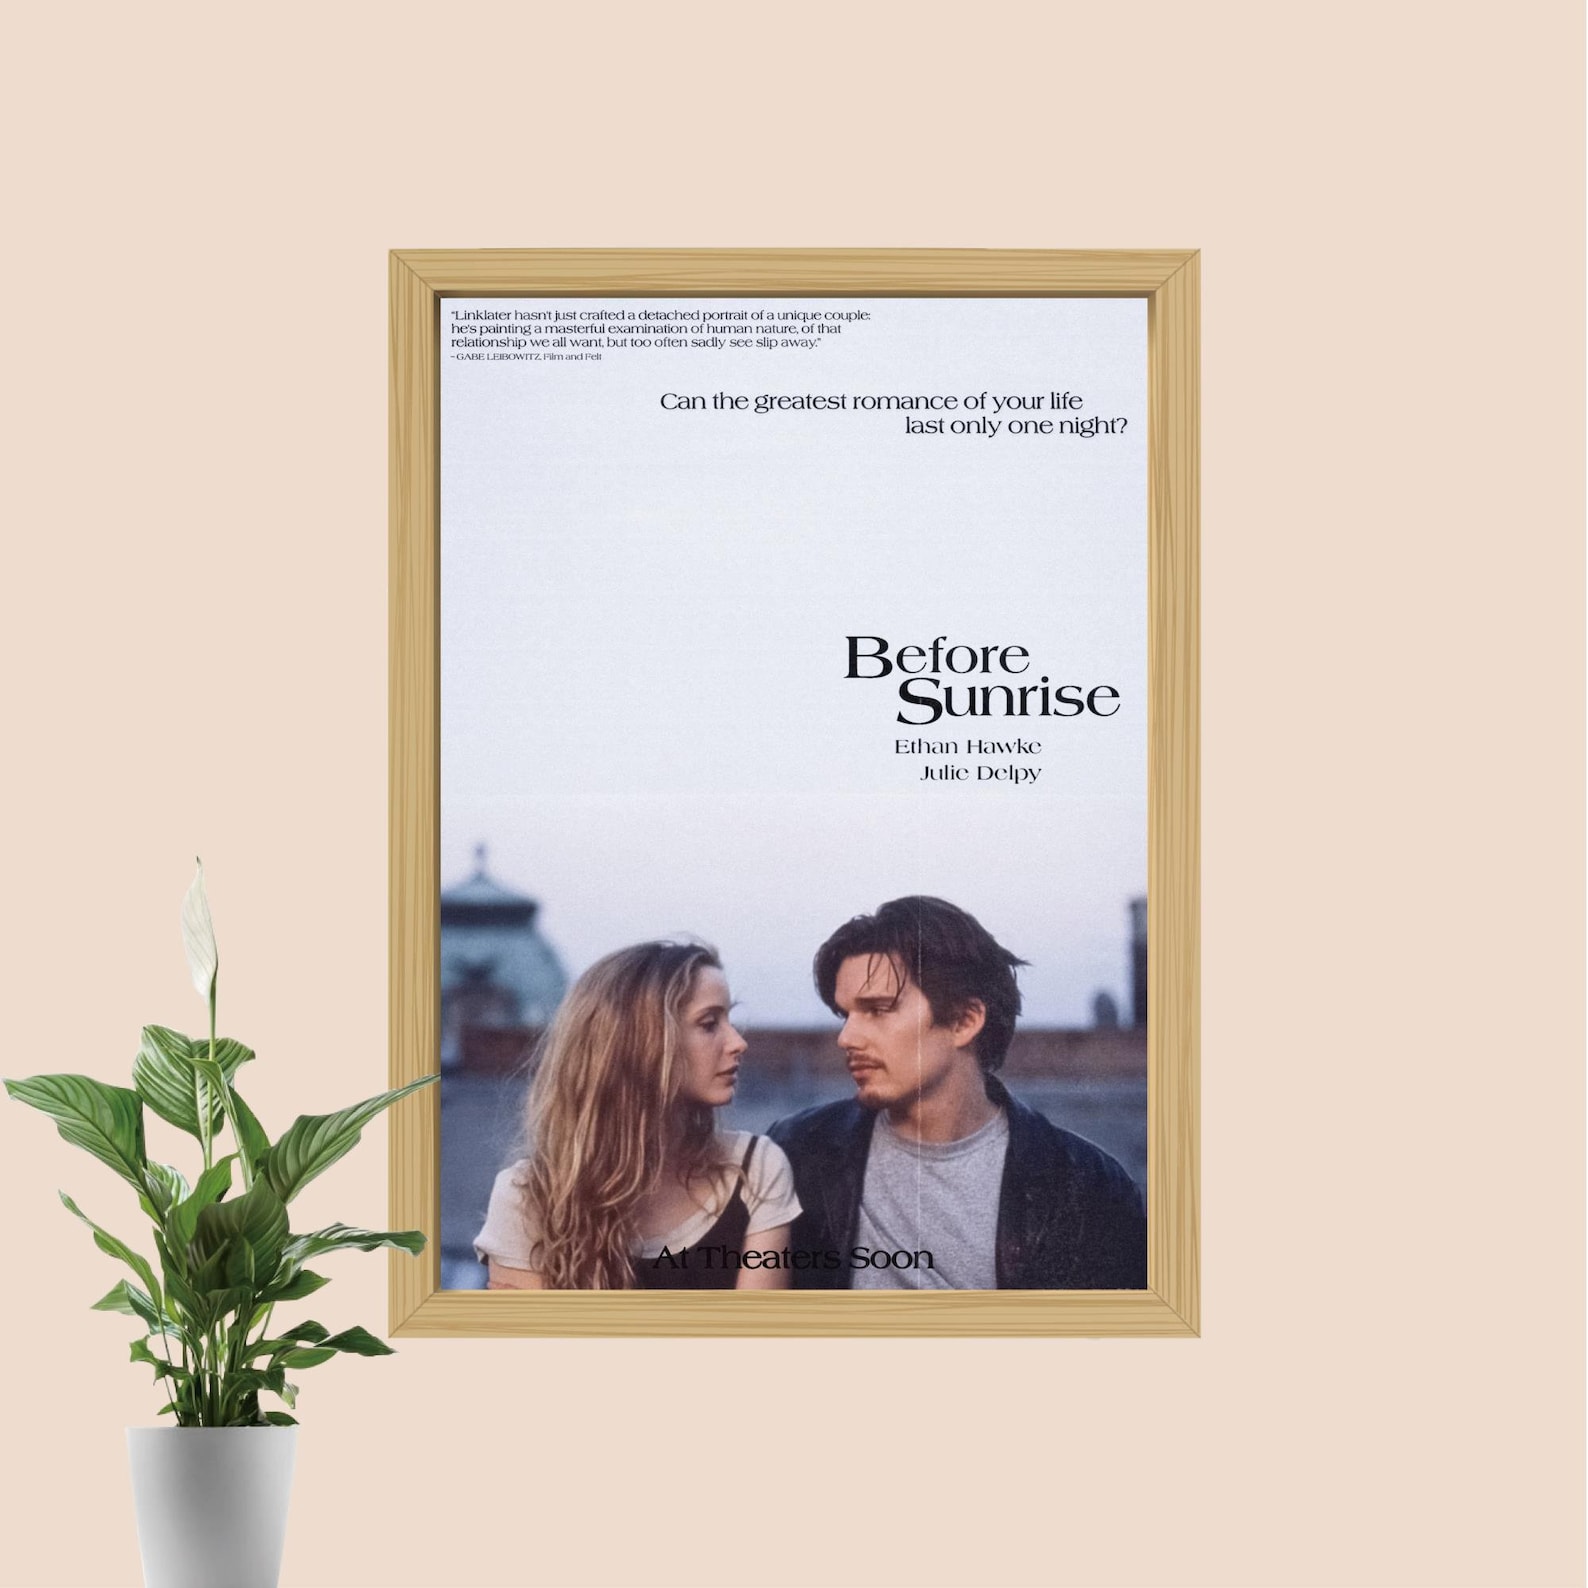 "Linklater hasn't just crafted a detached portrait of a unique couple:
he's painting a masterful examination of human nature, of that
relationship we all want, but too often sadly see slip away."
- GABE LEIBOWITZ, Film and Felt
Can the greatest romance of your life
last only one night?
Before
Sunrise
Ethan Hawke
Julie Delpy
At Theaters Soon